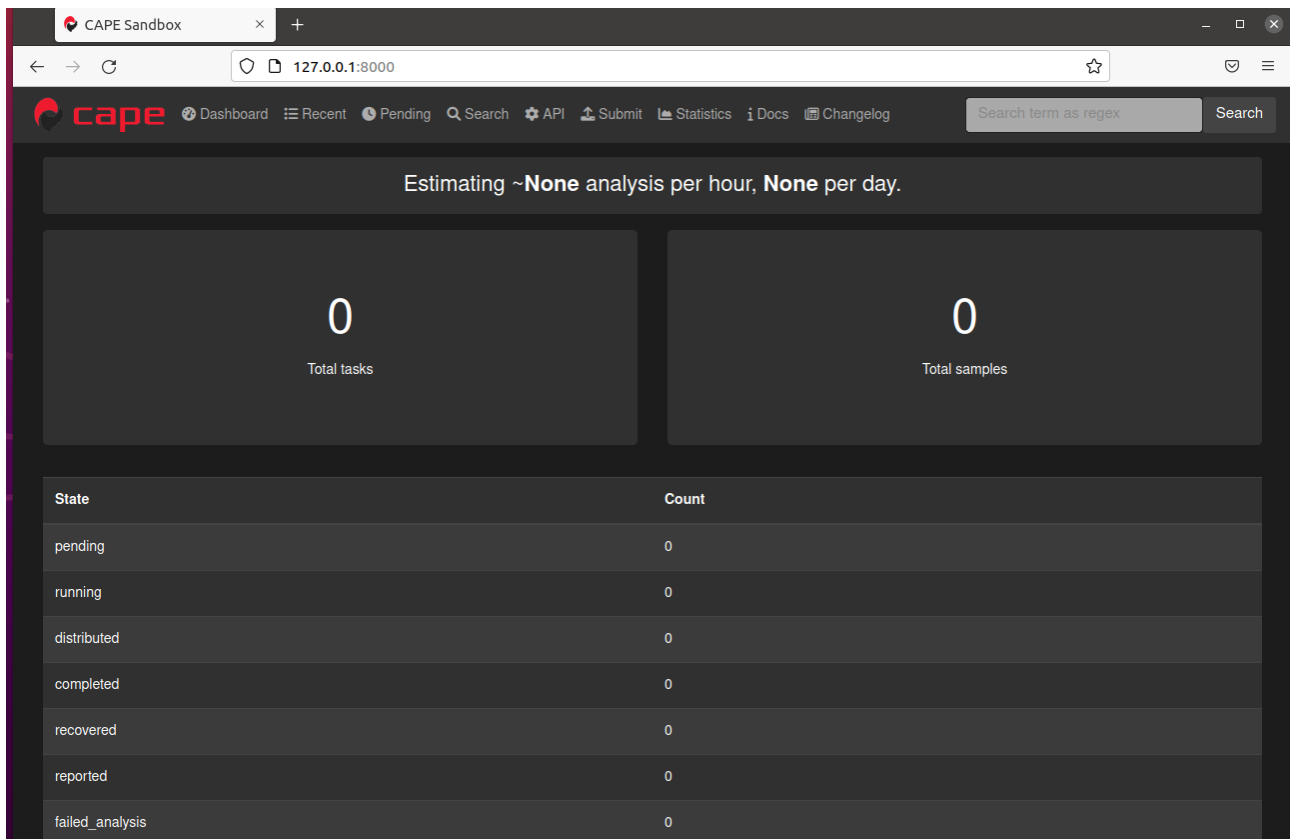 CAPE Sandbox
127.0.0.1:8000
cape Dashboard Recent Pending Search API Submit Statistics Docs Changelog Search term as regex Search
Estimating ~None analysis per hour, None per day.
0
Total tasks
0
Total samples
State Count
pending 0
running 0
distributed 0
completed 0
recovered 0
reported 0
failed_analysis 0